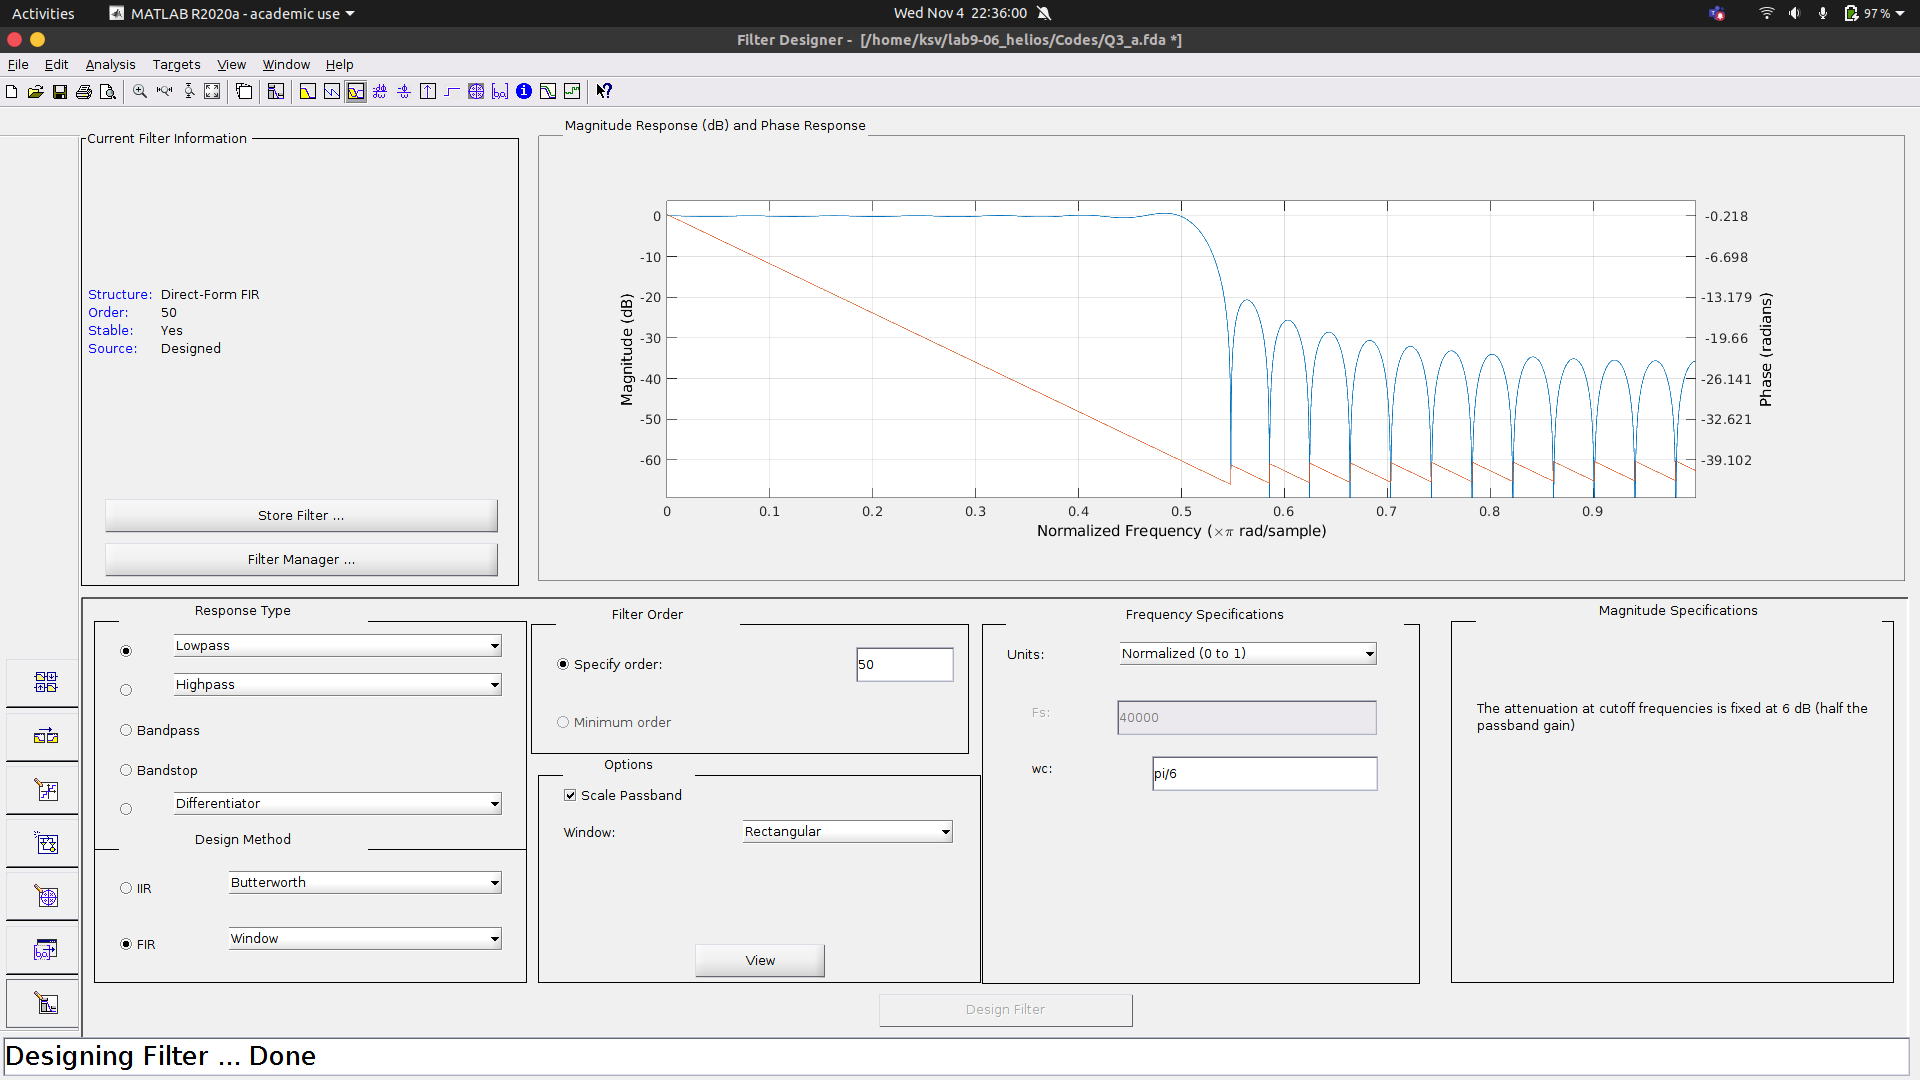 Activities
MATLAB R2020a - academic use
Wed Nov 4 22:36:00
97 %
Filter Designer - [/home/ksv/lab9-06_helios/Codes/Q3_a.fda *]
File Edit Analysis Targets View Window Help
Current Filter Information
Structure: Direct-Form FIR
Order: 50
Stable: Yes
Source: Designed
Store Filter ...
Filter Manager ...
Magnitude Response (dB) and Phase Response
Magnitude (dB)
0
-10
-20
-30
-40
-50
-60
-0.218
-6.698
-13.179
-19.66
-26.141
-32.621
-39.102
Phase (radians)
0 0.1 0.2 0.3 0.4 0.5 0.6 0.7 0.8 0.9
Normalized Frequency (×π rad/sample)
Response Type
Lowpass
Highpass
Bandpass
Bandstop
Differentiator
Design Method
IIR Butterworth
FIR Window
Filter Order
Specify order: 50
Minimum order
Options
Scale Passband
Window: Rectangular
View
Frequency Specifications
Units: Normalized (0 to 1)
Fs: 40000
wc: pi/6
Magnitude Specifications
The attenuation at cutoff frequencies is fixed at 6 dB (half the
passband gain)
Design Filter
Designing Filter ... Done